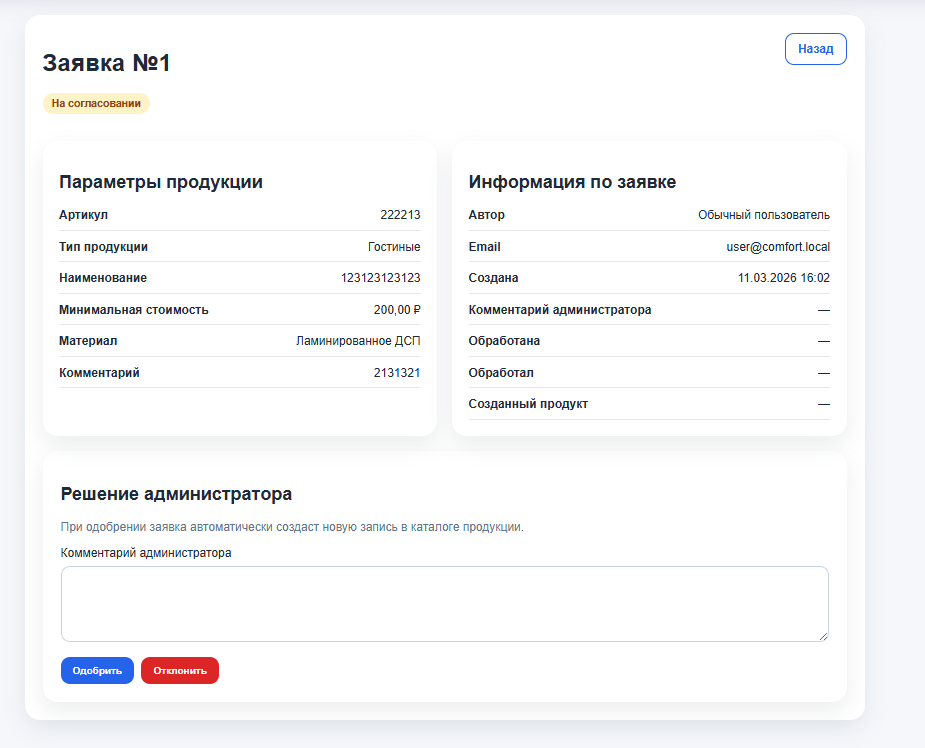 Назад
Заявка №1
На согласовании
Параметры продукции
Артикул 222213
Тип продукции Гостиные
Наименование 123123123123
Минимальная стоимость 200,00 ₽
Материал Ламинированное ДСП
Комментарий 2131321
Информация по заявке
Автор Обычный пользователь
Email user@comfort.local
Создана 11.03.2026 16:02
Комментарий администратора —
Обработана —
Обработал —
Созданный продукт —
Решение администратора
При одобрении заявка автоматически создаст новую запись в каталоге продукции.
Комментарий администратора
Одобрить Отклонить